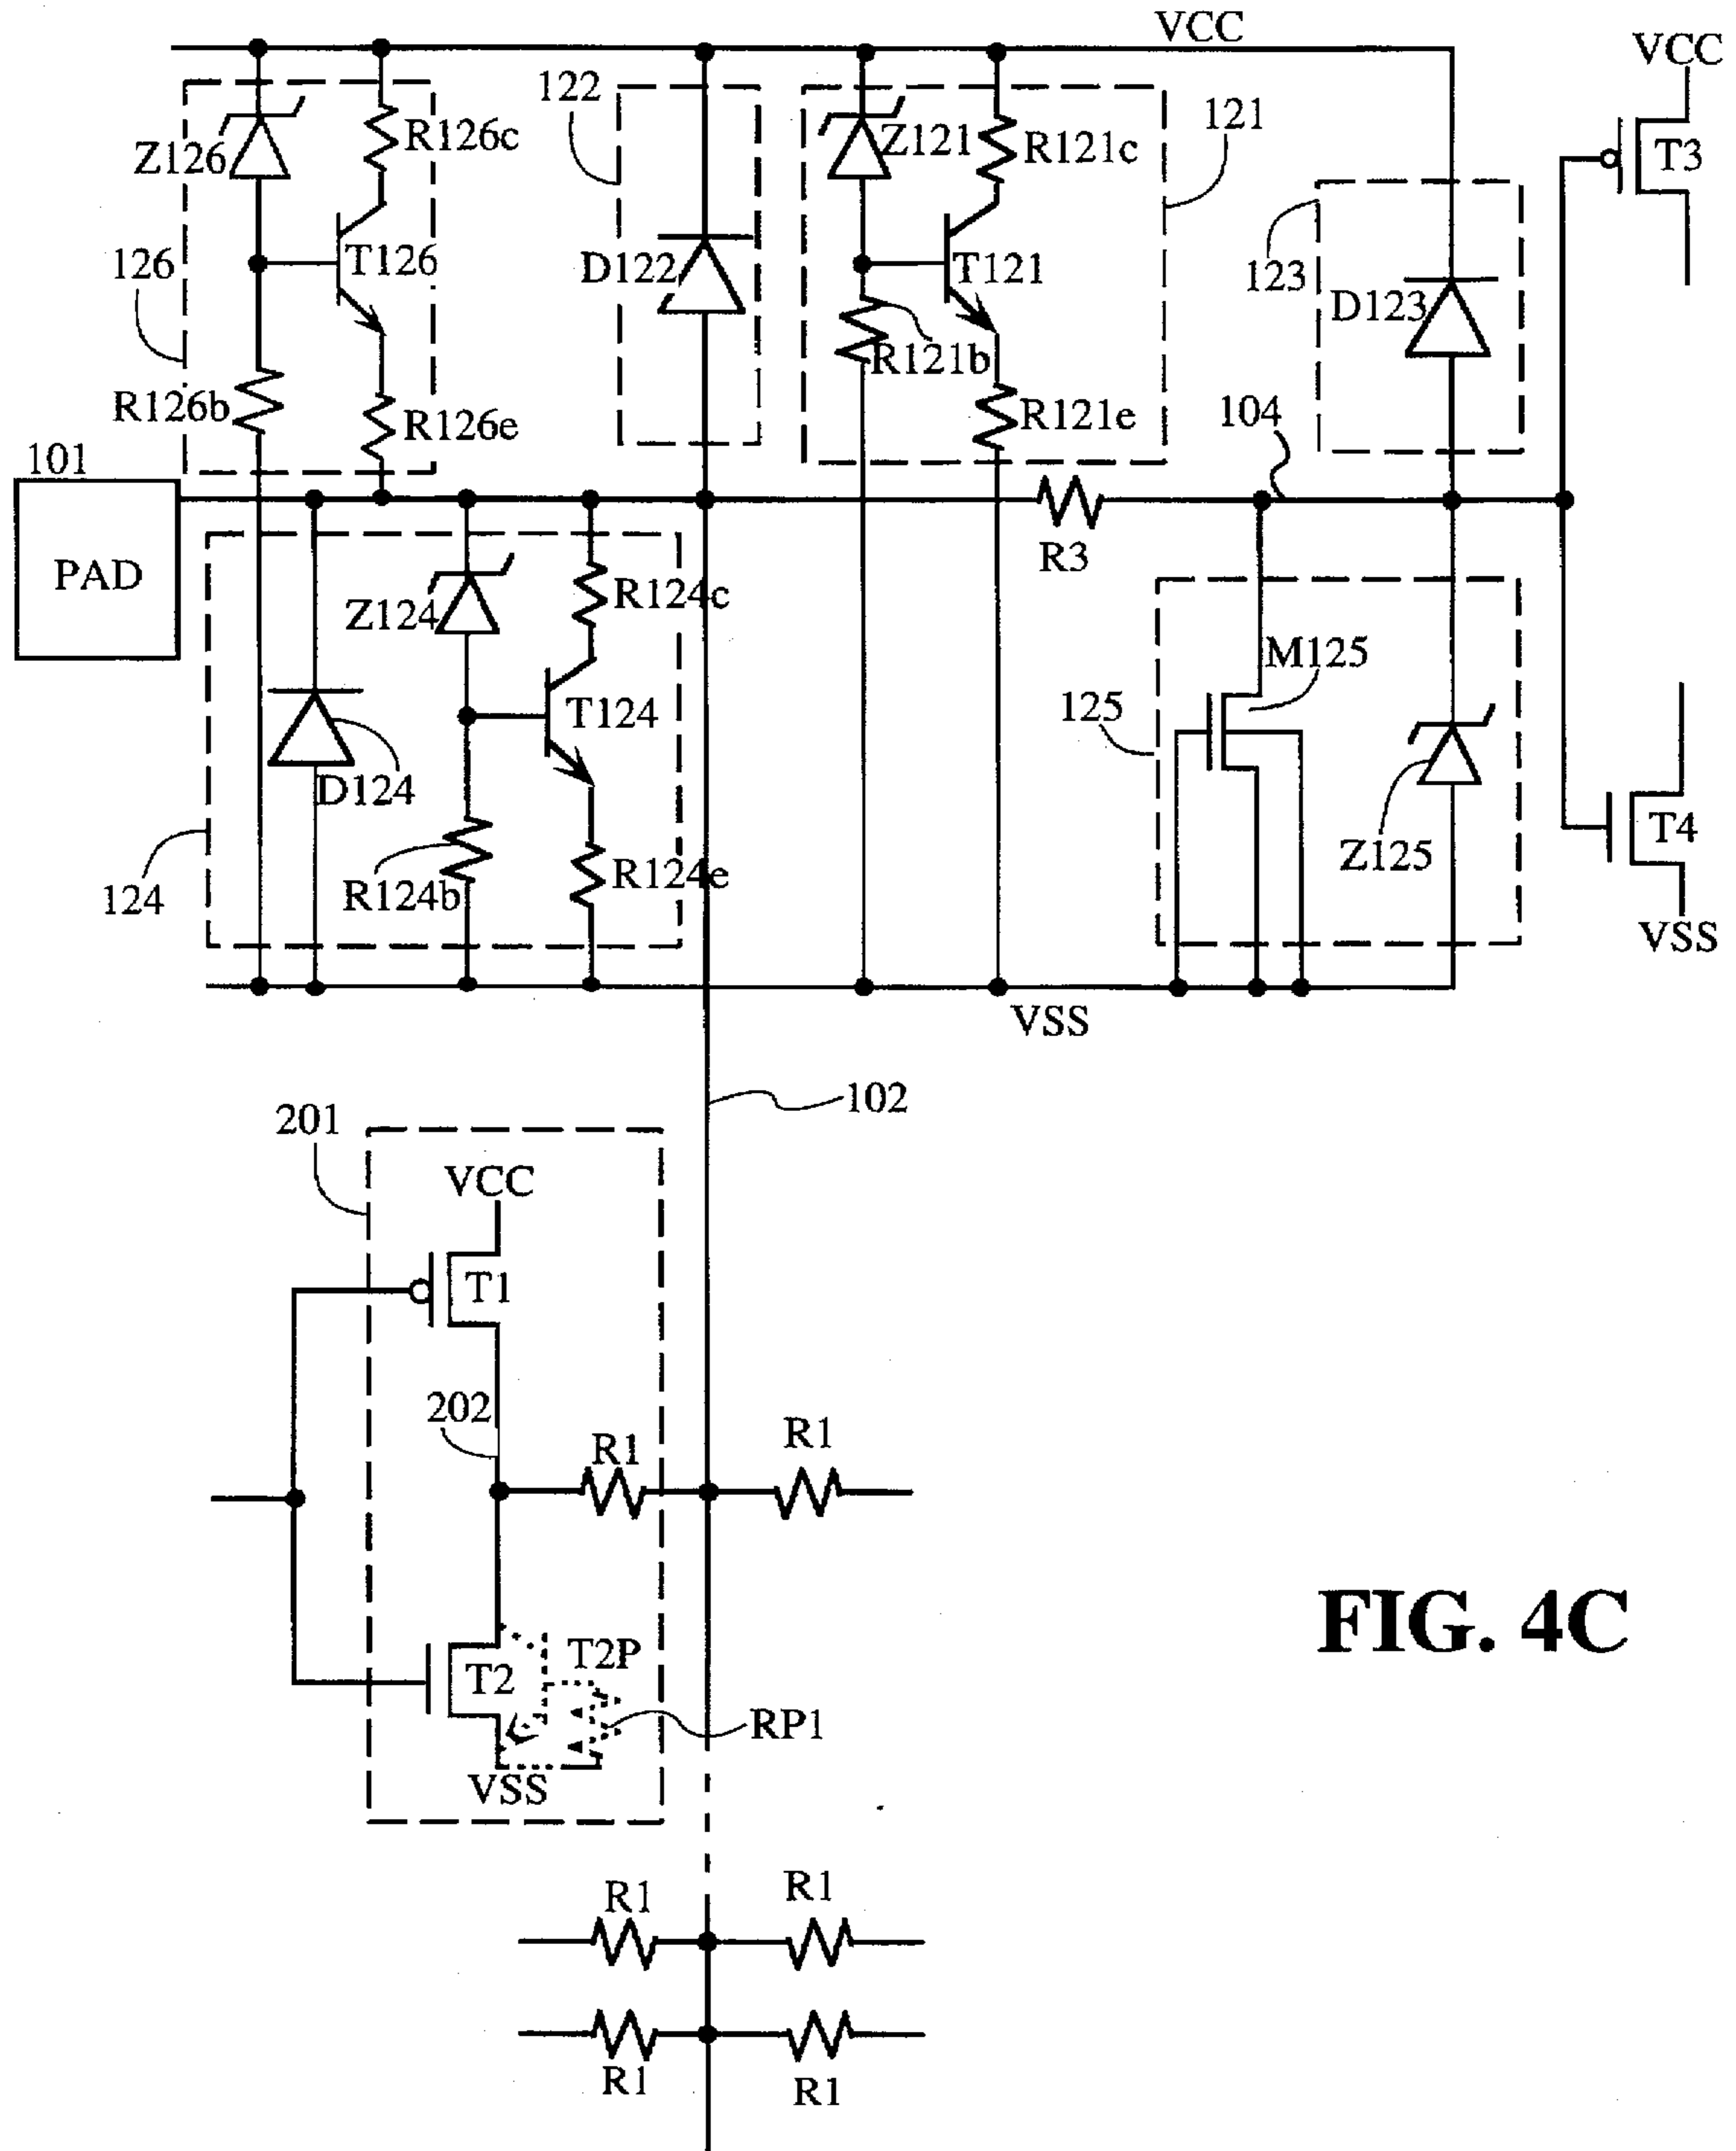 VCC
VCC
122
121
Z126
R126c
Z121
R121c
T3
126
T126
D122
T121
123
D123
R126b
R126e
R121b
R121e
104
101
PAD
R3
Z124
R124c
M125
T124
125
D124
T4
124
R124b
R124e
Z125
VSS
VSS
102
201
VCC
T1
202
R1
R1
T2
T2P
RP1
VSS
FIG. 4C
R1
R1
R1
R1